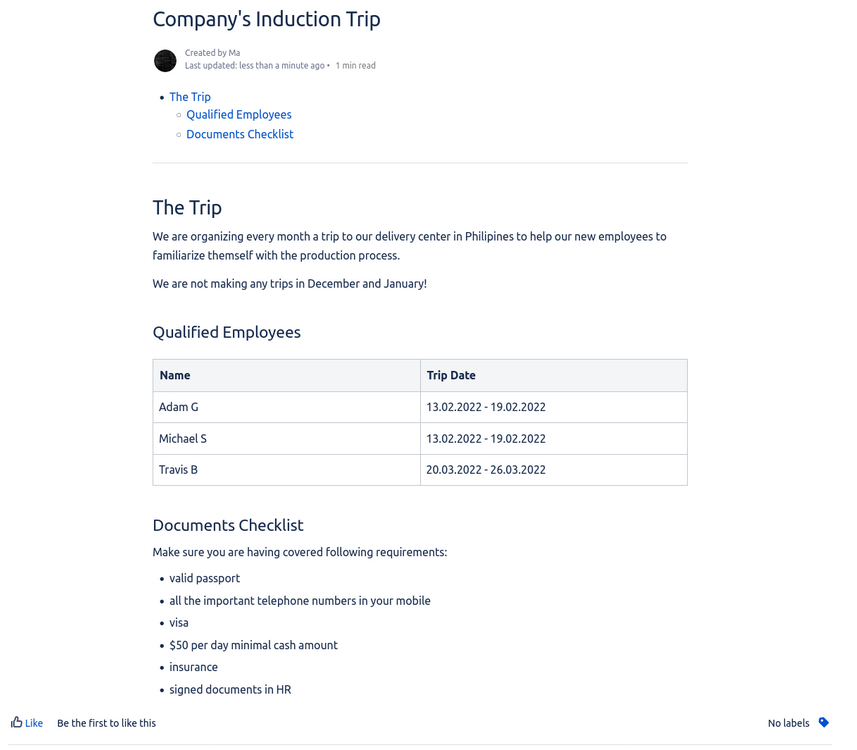 Company's Induction Trip
Created by Ma
Last updated: less than a minute ago • 1 min read
• The Trip
○ Qualified Employees
○ Documents Checklist
The Trip
We are organizing every month a trip to our delivery center in Philipines to help our new employees to
familiarize themself with the production process.
We are not making any trips in December and January!
Qualified Employees
Name Trip Date
Adam G 13.02.2022 - 19.02.2022
Michael S 13.02.2022 - 19.02.2022
Travis B 20.03.2022 - 26.03.2022
Documents Checklist
Make sure you are having covered following requirements:
• valid passport
• all the important telephone numbers in your mobile
• visa
• $50 per day minimal cash amount
• insurance
• signed documents in HR
Like Be the first to like this No labels